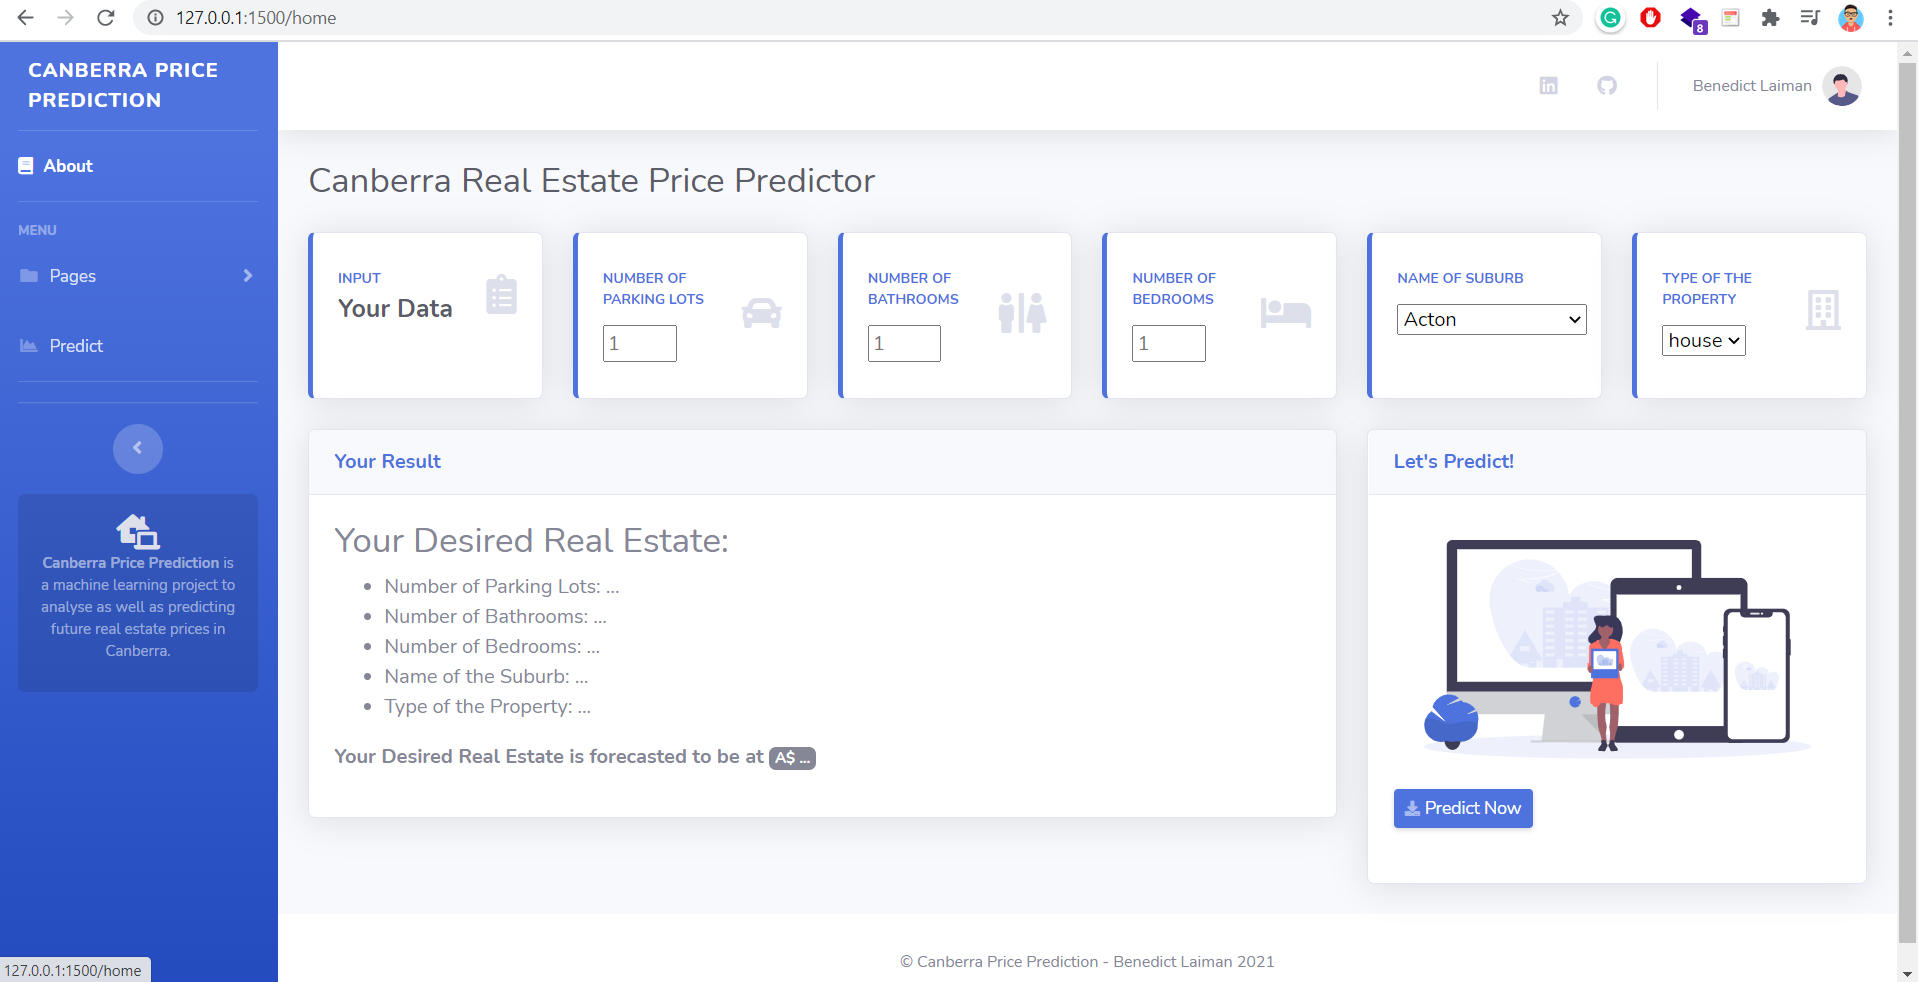 127.0.0.1:1500/home
8
CANBERRA PRICE
PREDICTION
About
MENU
Pages
Predict
Canberra Price Prediction is
a machine learning project to
analyse as well as predicting
future real estate prices in
Canberra.
127.0.0.1:1500/home
Benedict Laiman
Canberra Real Estate Price Predictor
INPUT
Your Data
NUMBER OF
PARKING LOTS
1
NUMBER OF
BATHROOMS
1
NUMBER OF
BEDROOMS
1
NAME OF SUBURB
Acton
TYPE OF THE
PROPERTY
house
Your Result
Your Desired Real Estate:
Number of Parking Lots: ...
Number of Bathrooms: ...
Number of Bedrooms: ...
Name of the Suburb: ...
Type of the Property: ...
Your Desired Real Estate is forecasted to be at A$ ...
Let's Predict!
Predict Now
© Canberra Price Prediction - Benedict Laiman 2021